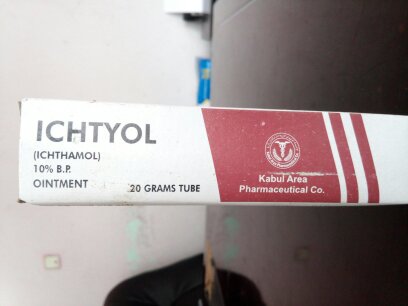 ICHTYOL
(ICHTHAMOL)
10% B.P.
OINTMENT
20 GRAMS TUBE
Kabul Area
Pharmaceutical Co.